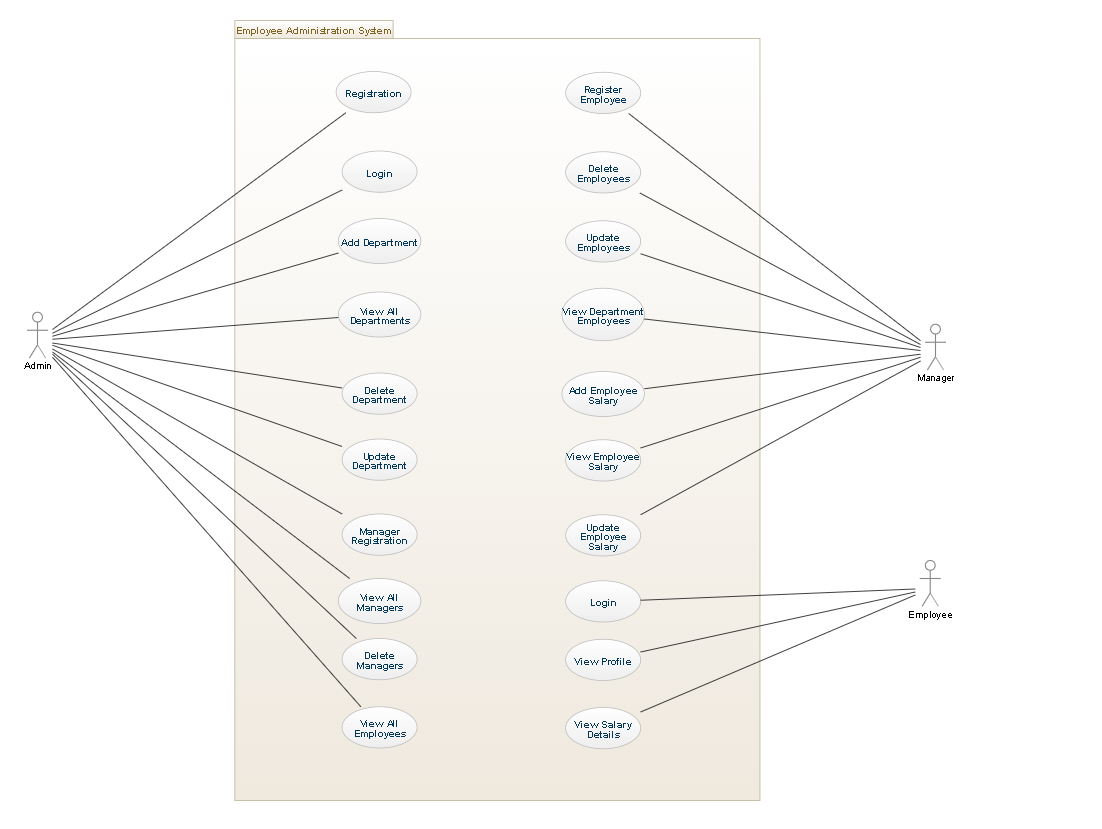 Employee Administration System
Registration
Login
Add Department
View All
Departments
Delete
Department
Update
Department
Manager
Registration
View All
Managers
Delete
Managers
View All
Employees
Register
Employee
Delete
Employees
Update
Employees
View Department
Employees
Add Employee
Salary
View Employee
Salary
Update
Employee
Salary
Login
View Profile
View Salary
Details
Admin
Manager
Employee